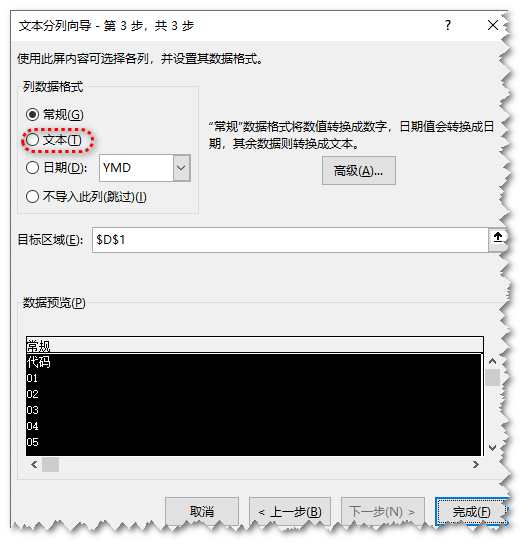 文本分列向导 - 第 3 步，共 3 步
使用此屏内容可选择各列，并设置其数据格式。
列数据格式
常规(G)
文本(T)
日期(D): YMD
不导入此列(跳过)(I)
“常规”数据格式将数值转换成数字，日期值会转换成日
期，其余数据则转换成文本。
高级(A)...
目标区域(E): $D$1
数据预览(P)
常规
代码
01
02
03
04
05
取消 < 上一步(B) 下一步(N) > 完成(F)